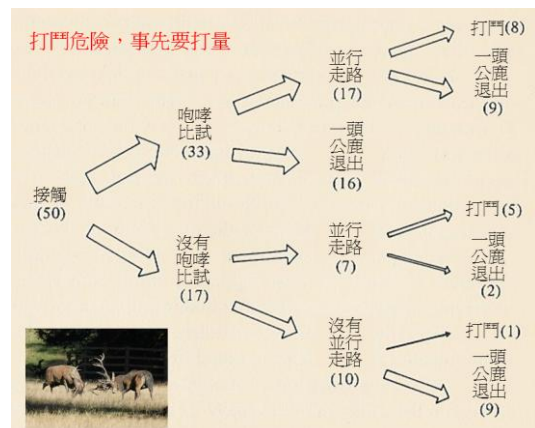 打鬥危險，事先要打量
接觸
(50)
咆哮
比試
(33)
並行
走路
(17)
打鬥(8)
一頭
公鹿
退出
(9)
一頭
公鹿
退出
(16)
沒有
咆哮
比試
(17)
並行
走路
(7)
打鬥(5)
一頭
公鹿
退出
(2)
沒有
並行
走路
(10)
打鬥(1)
一頭
公鹿
退出
(9)